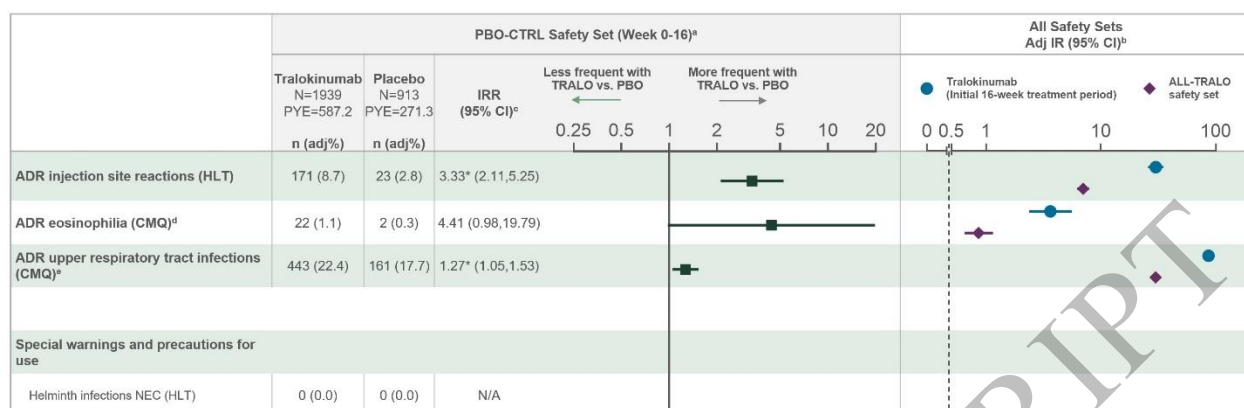 PBO-CTRL Safety Set (Week 0-16)ᵃ
All Safety Sets
Adj IR (95% CI)ᵇ
Tralokinumab
N=1939
PYE=587.2
n (adj%)
Placebo
N=913
PYE=271.3
n (adj%)
IRR
(95% CI)ᶜ
Less frequent with
TRALO vs. PBO
More frequent with
TRALO vs. PBO
Tralokinumab
(Initial 16-week treatment period)
ALL-TRALO
safety set
0.25 0.5 1 2 5 10 20
0 0.5 1 10 100
ADR injection site reactions (HLT) 171 (8.7) 23 (2.8) 3.33* (2.11,5.25)
ADR eosinophilia (CMQ)ᵈ 22 (1.1) 2 (0.3) 4.41 (0.98,19.79)
ADR upper respiratory tract infections
(CMQ)ᵉ 443 (22.4) 161 (17.7) 1.27* (1.05,1.53)
Special warnings and precautions for
use
Helminth infections NEC (HLT) 0 (0.0) 0 (0.0) N/A
RIPT